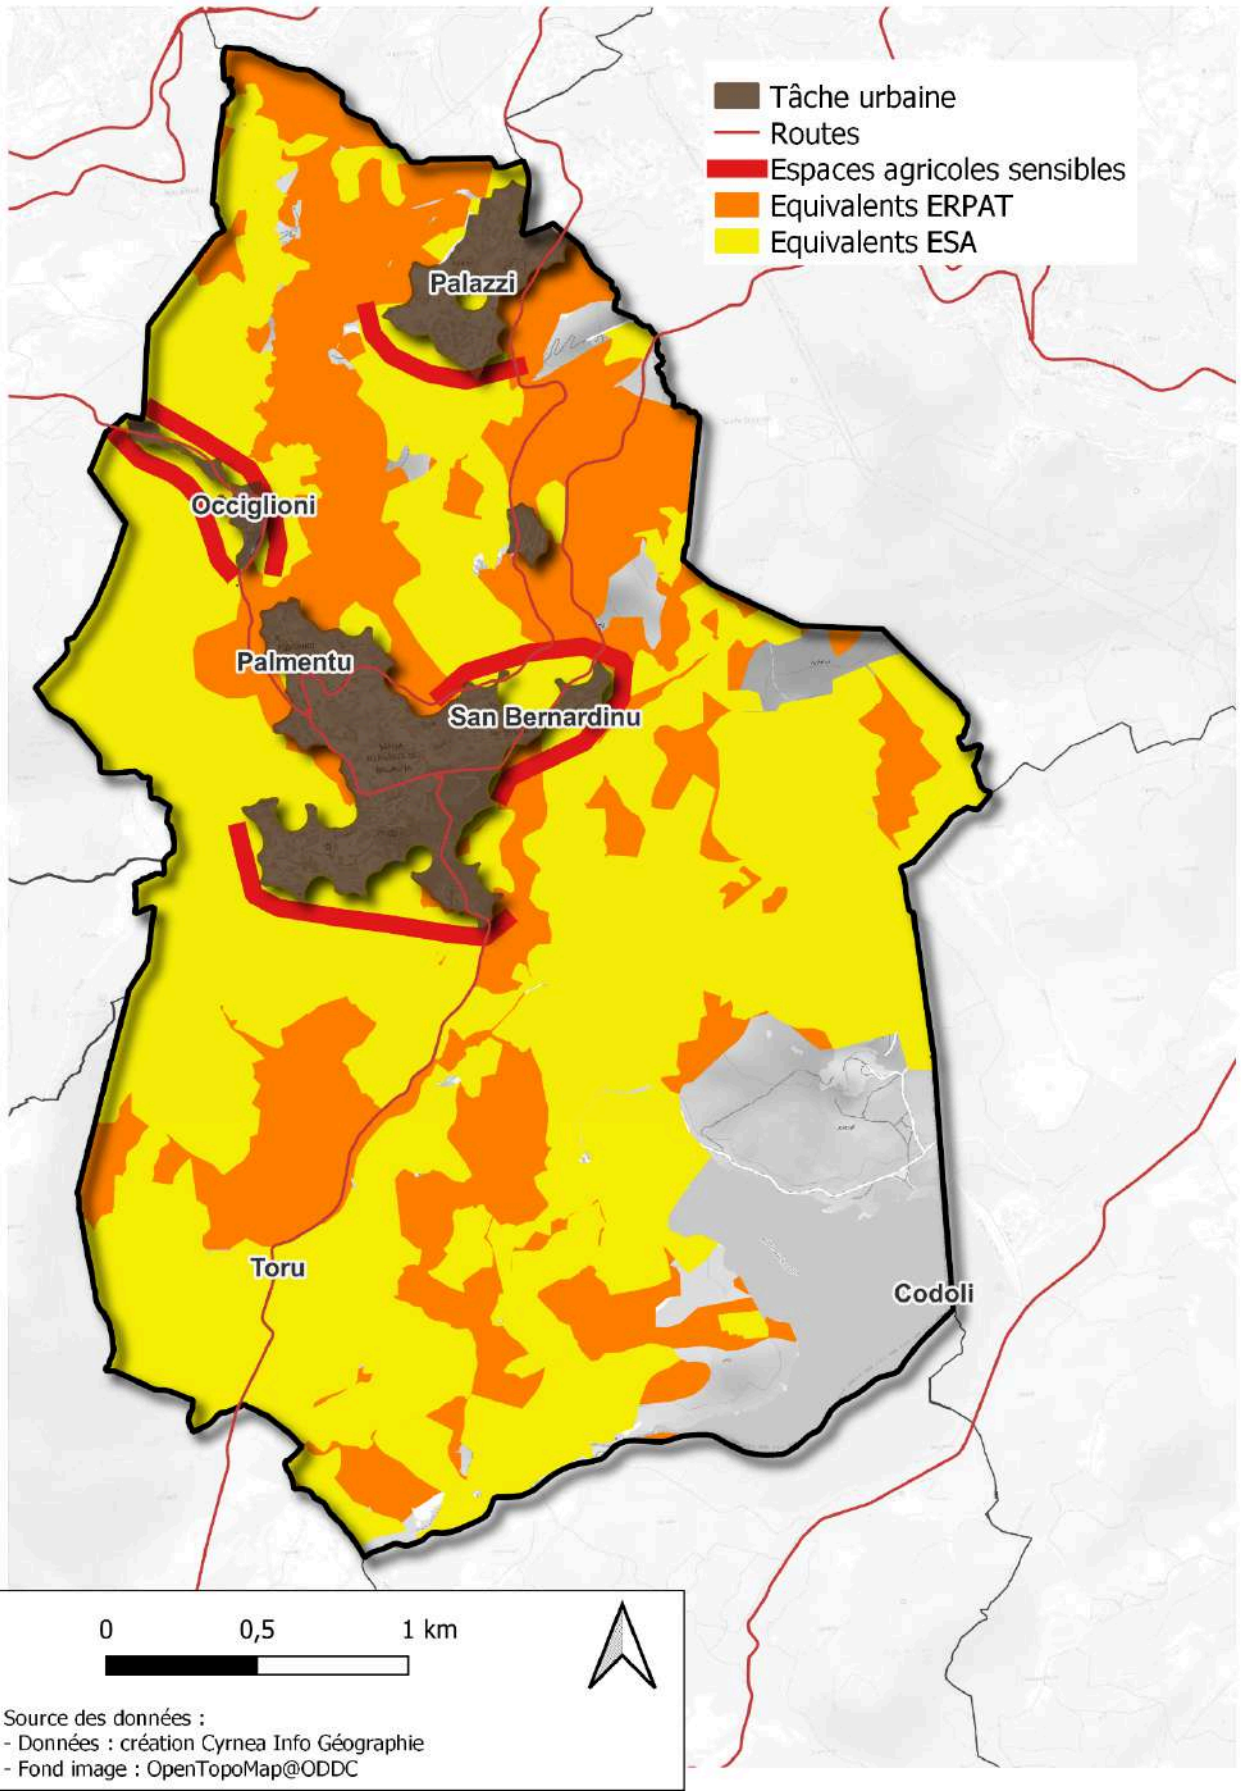 Tâche urbaine
Routes
Espaces agricoles sensibles
Equivalents ERPAT
Equivalents ESA
Palazzi
Occiglioni
Palmentu
San Bernardinu
Toru
Codoli
0 0,5 1 km
Source des données :
- Données : création Cyrnea Info Géographie
- Fond image : OpenTopoMap@ODDC